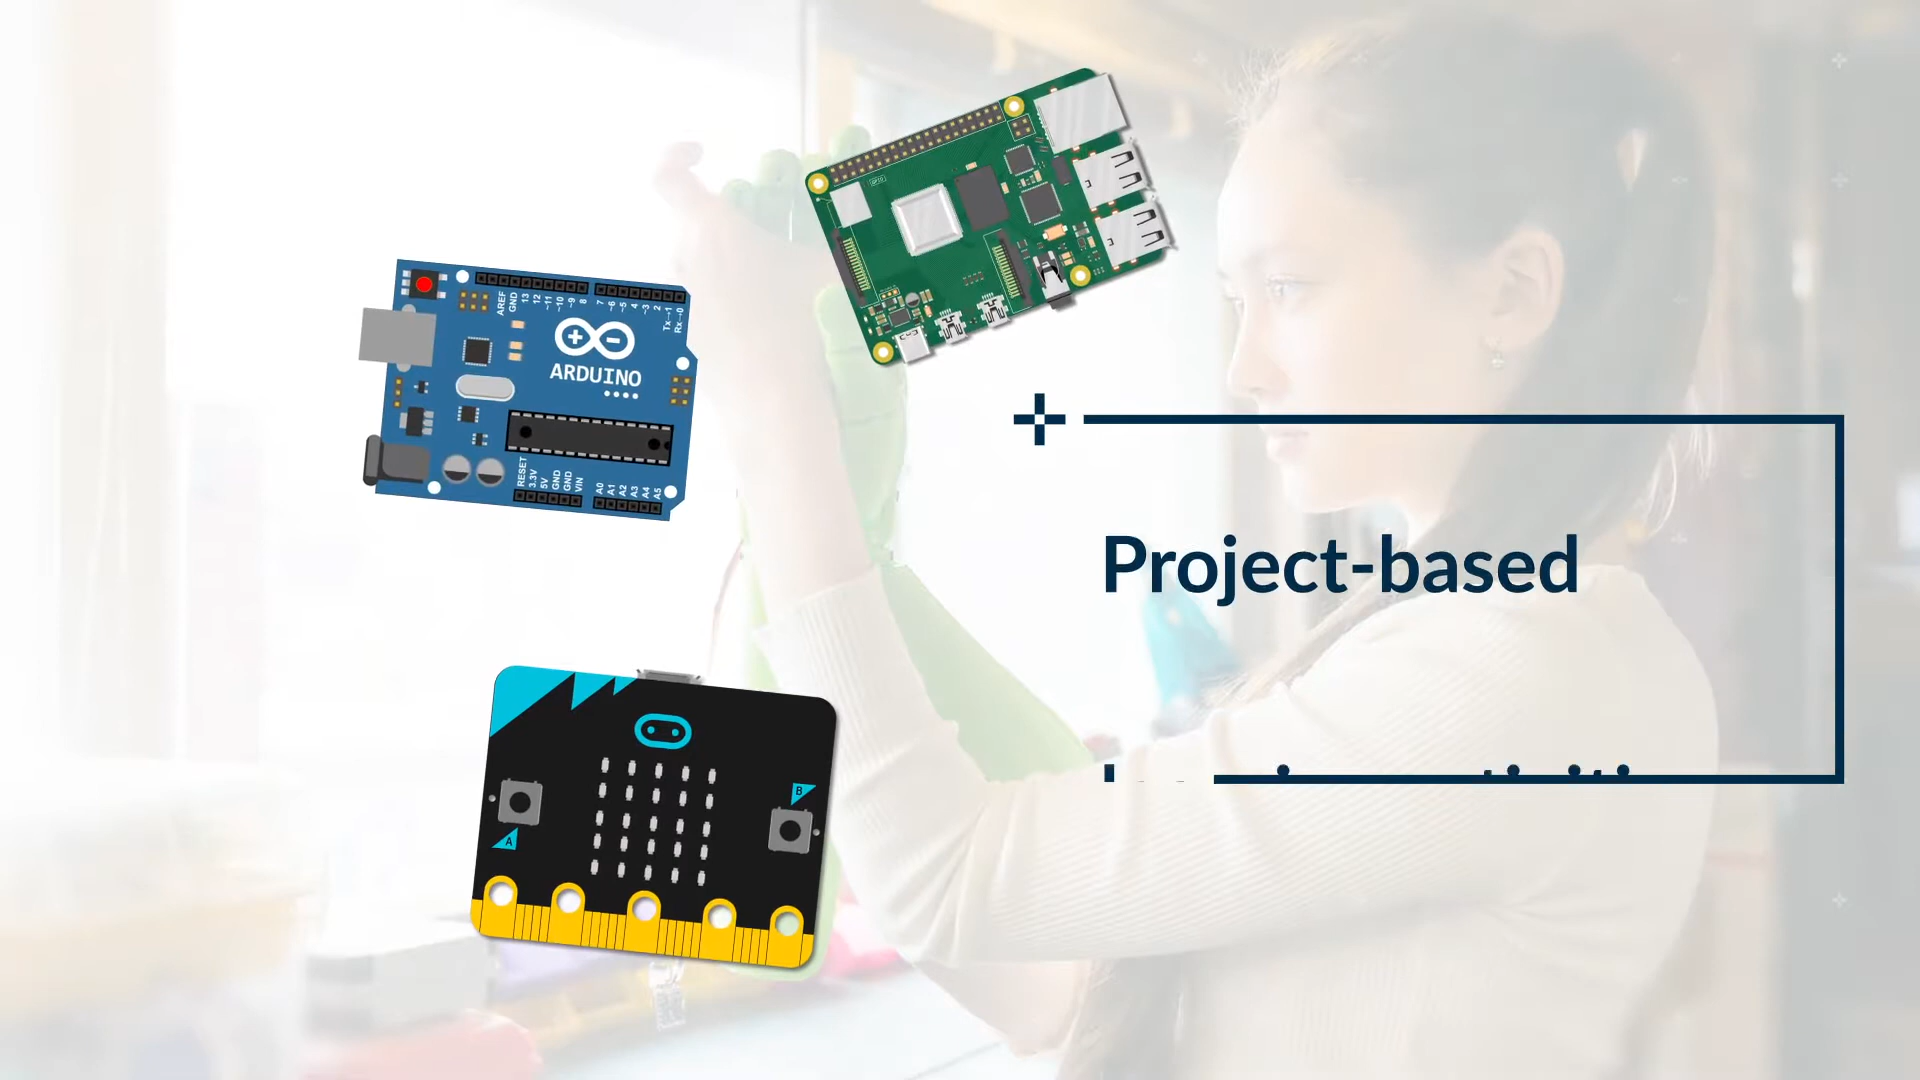 GPIO
AREF
GND
13
12
~11
~10
~9
8
7
~6
~5
4
~3
2
Tx→1
Rx←0
ARDUINO
RESET
3.3V
5V
GND
GND
VIN
A0
A1
A2
A3
A4
A5
Project-based
B
A